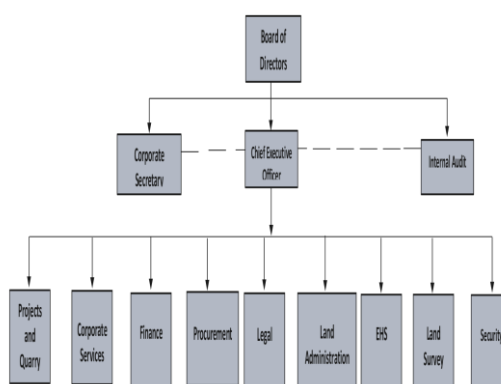 Board of
Directors
Corporate
Secretary
Chief Executive
Officer
Internal Audit
Projects
and
Quarry
Corporate
Services
Finance
Procurement
Legal
Land
Administration
EHS
Land
Survey
Security